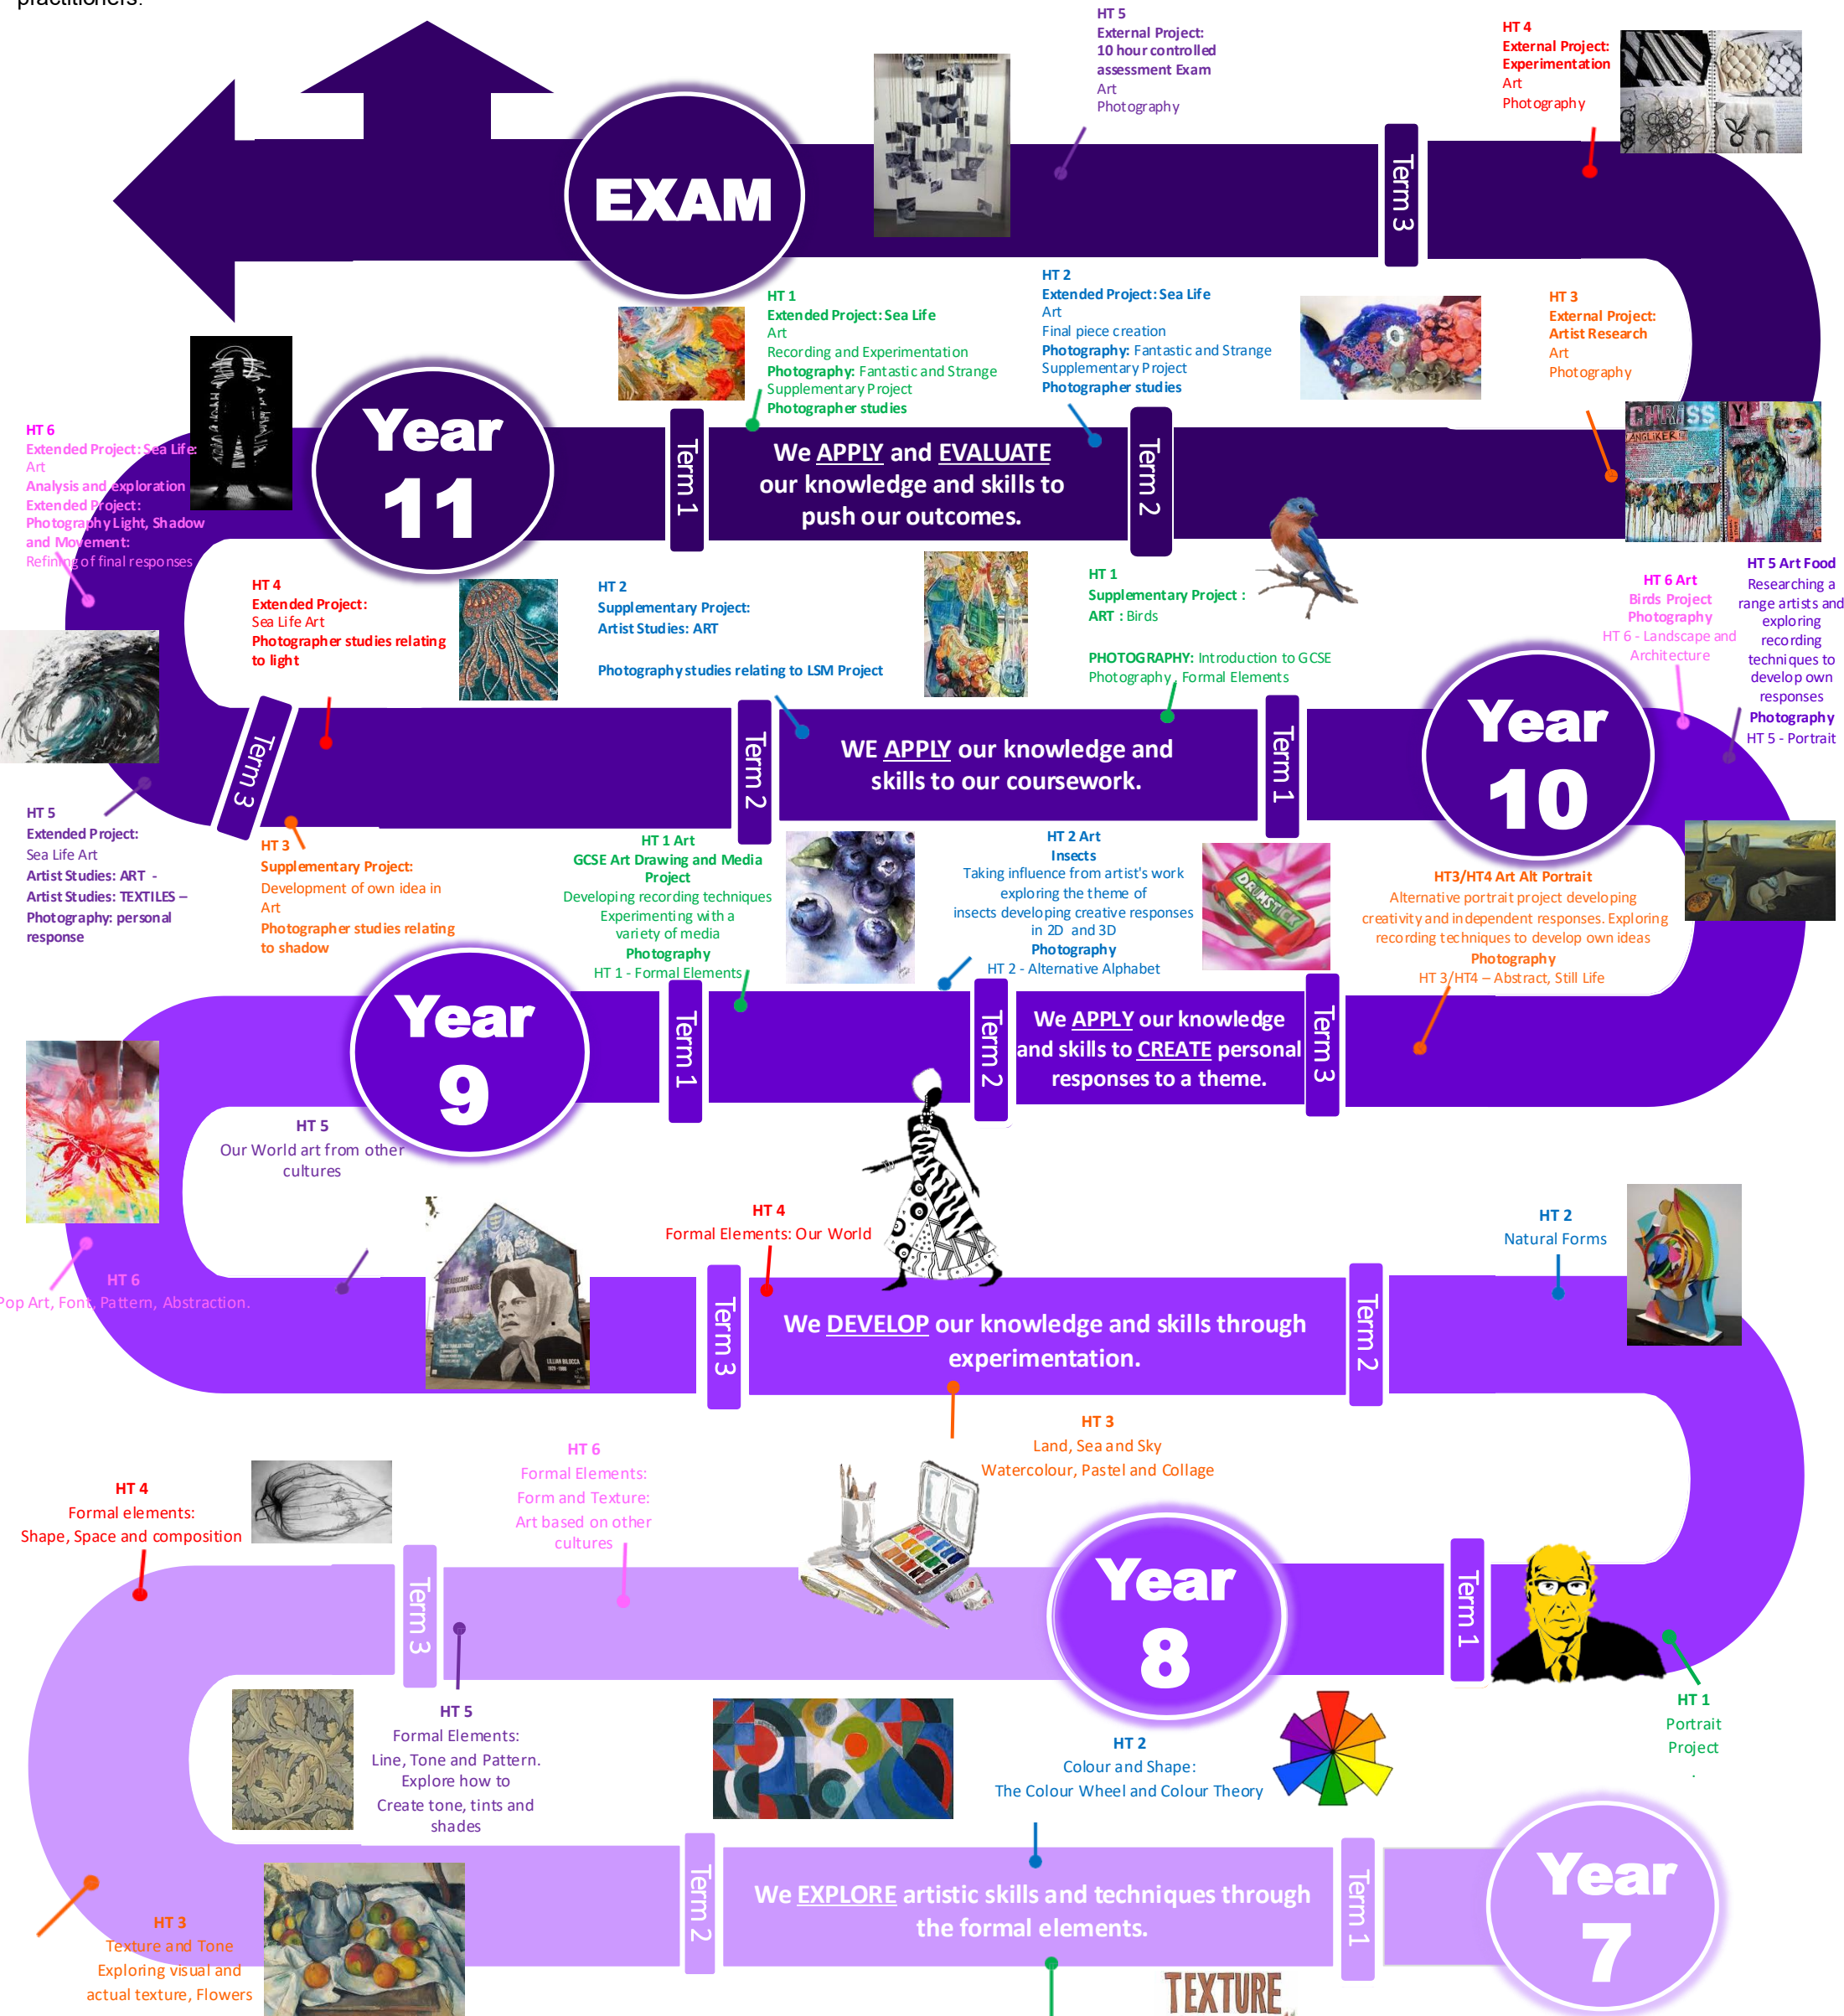 practitioners.
HT 5
External Project:
10 hour controlled
assessment Exam
Art
Photography
HT 4
External Project:
Experimentation
Art
Photography
EXAM
Term 3
HT 1
Extended Project: Sea Life
Art
Recording and Experimentation
Photography: Fantastic and Strange
Supplementary Project
Photographer studies
HT 2
Extended Project: Sea Life
Art
Final piece creation
Photography: Fantastic and Strange
Supplementary Project
Photographer studies
HT 3
External Project:
Artist Research
Art
Photography
CHRISS
ANGLIKER
Y
HT 6
Extended Project: Sea Life:
Art
Analysis and exploration
Extended Project:
Photography Light, Shadow
and Movement:
Refining of final responses
Year
11
Term 1
We APPLY and EVALUATE
our knowledge and skills to
push our outcomes.
Term 2
HT 4
Extended Project:
Sea Life Art
Photographer studies relating
to light
HT 2
Supplementary Project:
Artist Studies: ART
Photography studies relating to LSM Project
HT 1
Supplementary Project :
ART : Birds
PHOTOGRAPHY: Introduction to GCSE
Photography, Formal Elements
HT 6 Art
Birds Project
Photography
HT 6 - Landscape and
Architecture
HT 5 Art Food
Researching a
range artists and
exploring
recording
techniques to
develop own
responses
Photography
HT 5 - Portrait
Term 3
Term 2
WE APPLY our knowledge and
skills to our coursework.
Term 1
Year
10
HT 5
Extended Project:
Sea Life Art
Artist Studies: ART -
Artist Studies: TEXTILES –
Photography: personal
response
HT 3
Supplementary Project:
Development of own idea in
Art
Photographer studies relating
to shadow
HT 1 Art
GCSE Art Drawing and Media
Project
Developing recording techniques
Experimenting with a
variety of media
Photography
HT 1 - Formal Elements
HT 2 Art
Insects
Taking influence from artist's work
exploring the theme of
insects developing creative responses
in 2D and 3D
Photography
HT 2 - Alternative Alphabet
DRUMSTICK
HT3/HT4 Art Alt Portrait
Alternative portrait project developing
creativity and independent responses. Exploring
recording techniques to develop own ideas
Photography
HT 3/HT4 – Abstract, Still Life
Year
9
Term 1
Term 2
We APPLY our knowledge
and skills to CREATE personal
responses to a theme.
Term 3
HT 5
Our World art from other
cultures
HT 6
Pop Art, Font, Pattern, Abstraction.
HEADSCARF
REVOLUTIONARIES
LILLIAN BILOCCA
HT 4
Formal Elements: Our World
HT 2
Natural Forms
Term 3
We DEVELOP our knowledge and skills through
experimentation.
Term 2
HT 3
Land, Sea and Sky
Watercolour, Pastel and Collage
HT 4
Formal elements:
Shape, Space and composition
HT 6
Formal Elements:
Form and Texture:
Art based on other
cultures
Term 3
Year
8
Term 1
HT 5
Formal Elements:
Line, Tone and Pattern.
Explore how to
Create tone, tints and
shades
HT 2
Colour and Shape:
The Colour Wheel and Colour Theory
HT 1
Portrait
Project
.
HT 3
Texture and Tone
Exploring visual and
actual texture, Flowers
Term 2
We EXPLORE artistic skills and techniques through
the formal elements.
Term 1
Year
7
TEXTURE